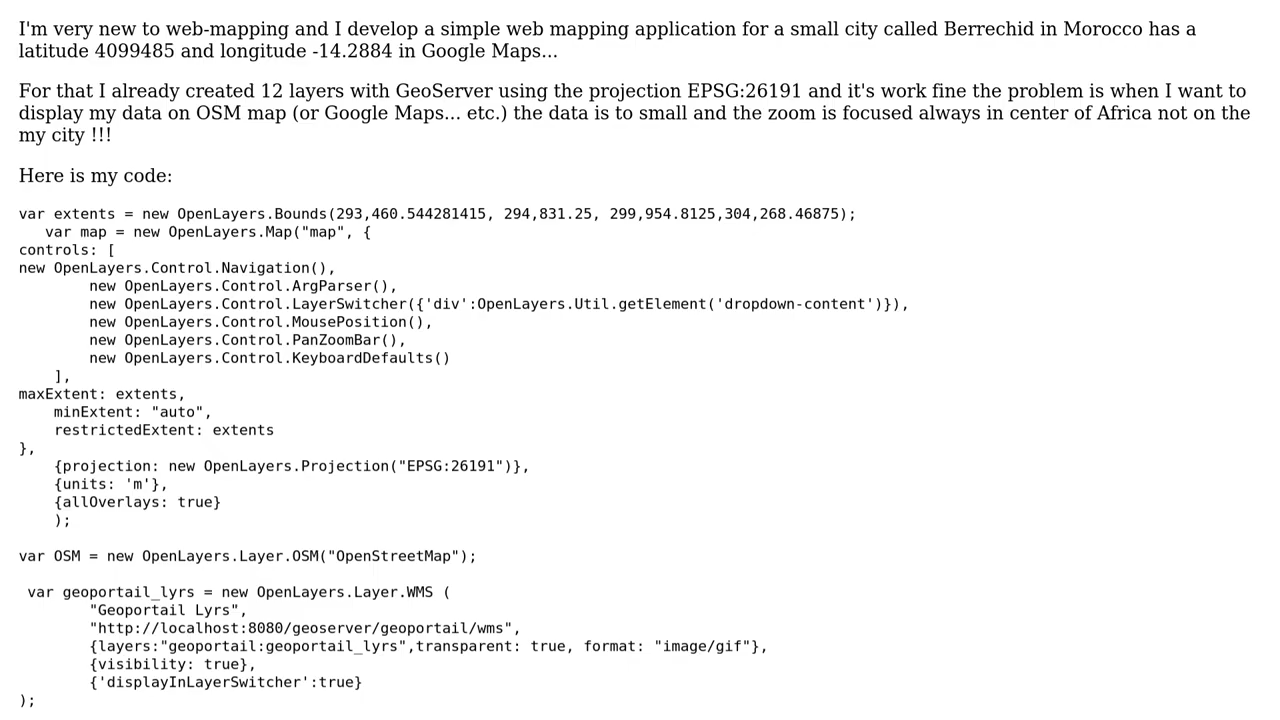 I'm very new to web-mapping and I develop a simple web mapping application for a small city called Berrechid in Morocco has a
latitude 4099485 and longitude -14.2884 in Google Maps...
For that I already created 12 layers with GeoServer using the projection EPSG:26191 and it's work fine the problem is when I want to
display my data on OSM map (or Google Maps... etc.) the data is to small and the zoom is focused always in center of Africa not on the
my city !!!
Here is my code:
var extents = new OpenLayers.Bounds(293,460.544281415, 294,831.25, 299,954.8125,304,268.46875);
   var map = new OpenLayers.Map("map", {
controls: [
new OpenLayers.Control.Navigation(),
        new OpenLayers.Control.ArgParser(),
        new OpenLayers.Control.LayerSwitcher({'div':OpenLayers.Util.getElement('dropdown-content')}),
        new OpenLayers.Control.MousePosition(),
        new OpenLayers.Control.PanZoomBar(),
        new OpenLayers.Control.KeyboardDefaults()
    ],
maxExtent: extents,
    minExtent: "auto",
    restrictedExtent: extents
},
    {projection: new OpenLayers.Projection("EPSG:26191")},
    {units: 'm'},
    {allOverlays: true}
    );
var OSM = new OpenLayers.Layer.OSM("OpenStreetMap");
 var geoportail_lyrs = new OpenLayers.Layer.WMS (
        "Geoportail Lyrs",
        "http://localhost:8080/geoserver/geoportail/wms",
        {layers:"geoportail:geoportail_lyrs",transparent: true, format: "image/gif"},
        {visibility: true},
        {'displayInLayerSwitcher':true}
);